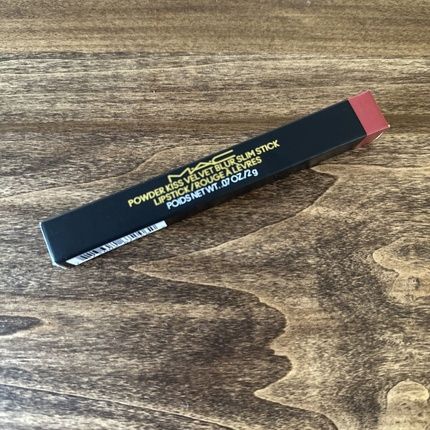 MAC
POWDER KISS VELVET BLUR SLIM STICK
LIPSTICK/ROUGE À LÈVRES
POIDS NET WT. .07 OZ/2 g